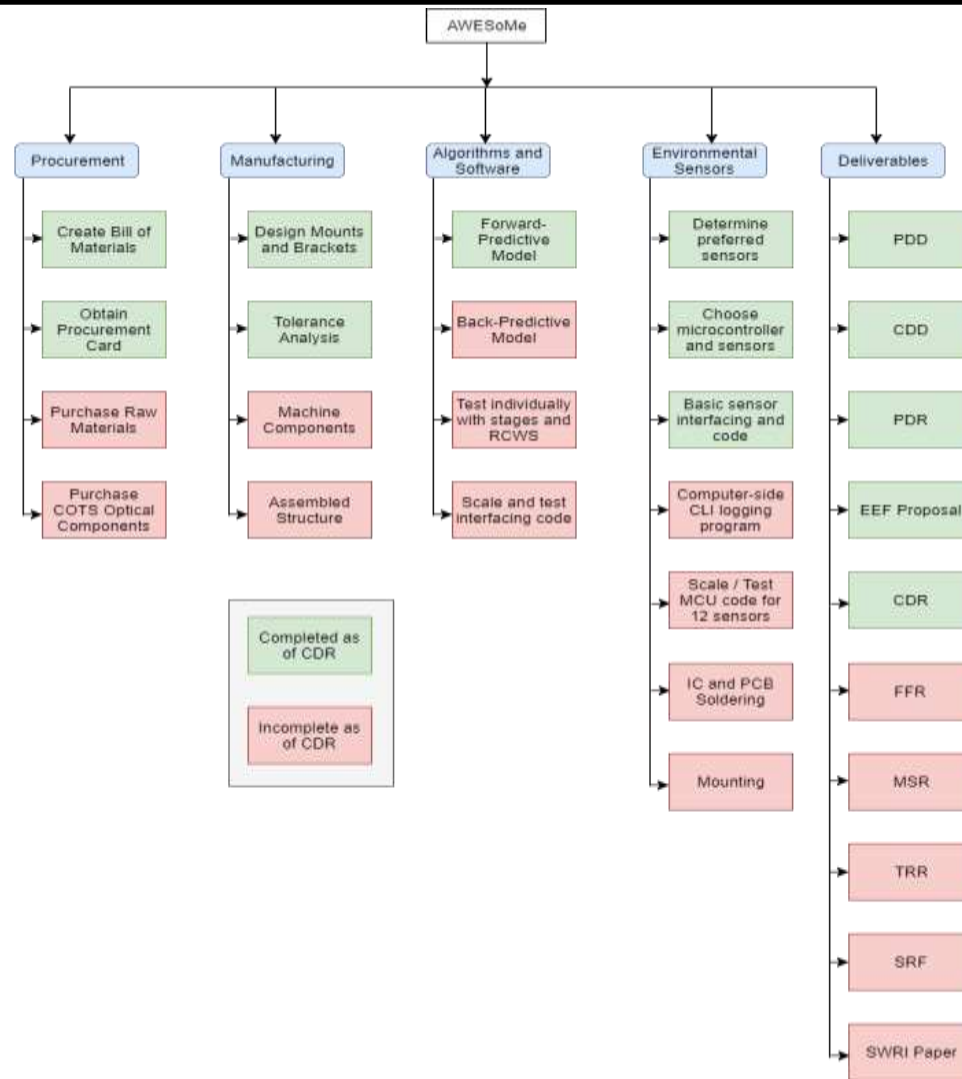 AWESoMe
Procurement
Manufacturing
Algorithms and
Software
Environmental
Sensors
Deliverables
Create Bill of
Materials
Obtain
Procurement
Card
Purchase Raw
Materials
Purchase
COTS Optical
Components
Design Mounts
and Brackets
Tolerance
Analysis
Machine
Components
Assembled
Structure
Forward-
Predictive
Model
Back-Predictive
Model
Test individually
with stages and
RCWS
Scale and test
interfacing code
Determine
preferred
sensors
Choose
microcontroller
and sensors
Basic sensor
interfacing and
code
Computer-side
CLI logging
program
Scale / Test
MCU code for
12 sensors
IC and PCB
Soldering
Mounting
PDD
CDD
PDR
EEF Proposal
CDR
FFR
MSR
TRR
SRF
SWRI Paper
Completed as
of CDR
Incomplete as
of CDR